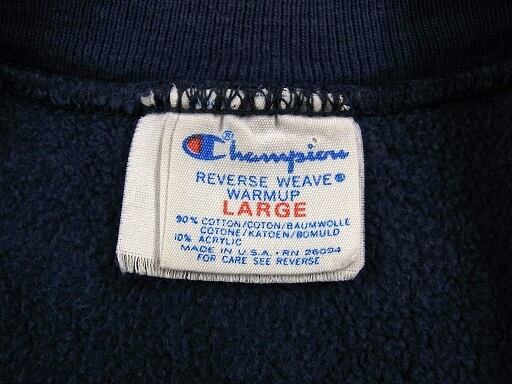 Champion®
REVERSE WEAVE®
WARMUP
LARGE
90% COTTON/COTON/BAUMWOLLE
COTONE/KATOEN/BOMULD
10% ACRYLIC
MADE IN U.S.A. • RN 26094
FOR CARE SEE REVERSE